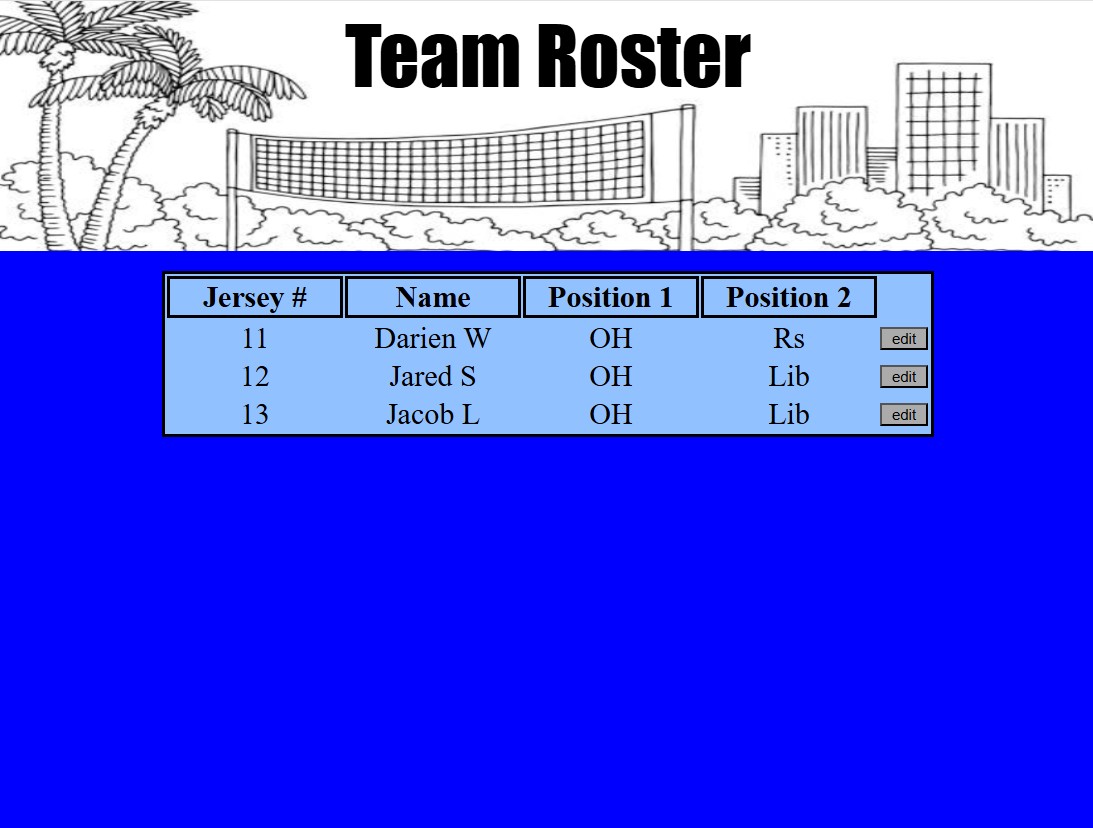 Team Roster
Jersey # Name Position 1 Position 2
11 Darien W OH Rs edit
12 Jared S OH Lib edit
13 Jacob L OH Lib edit